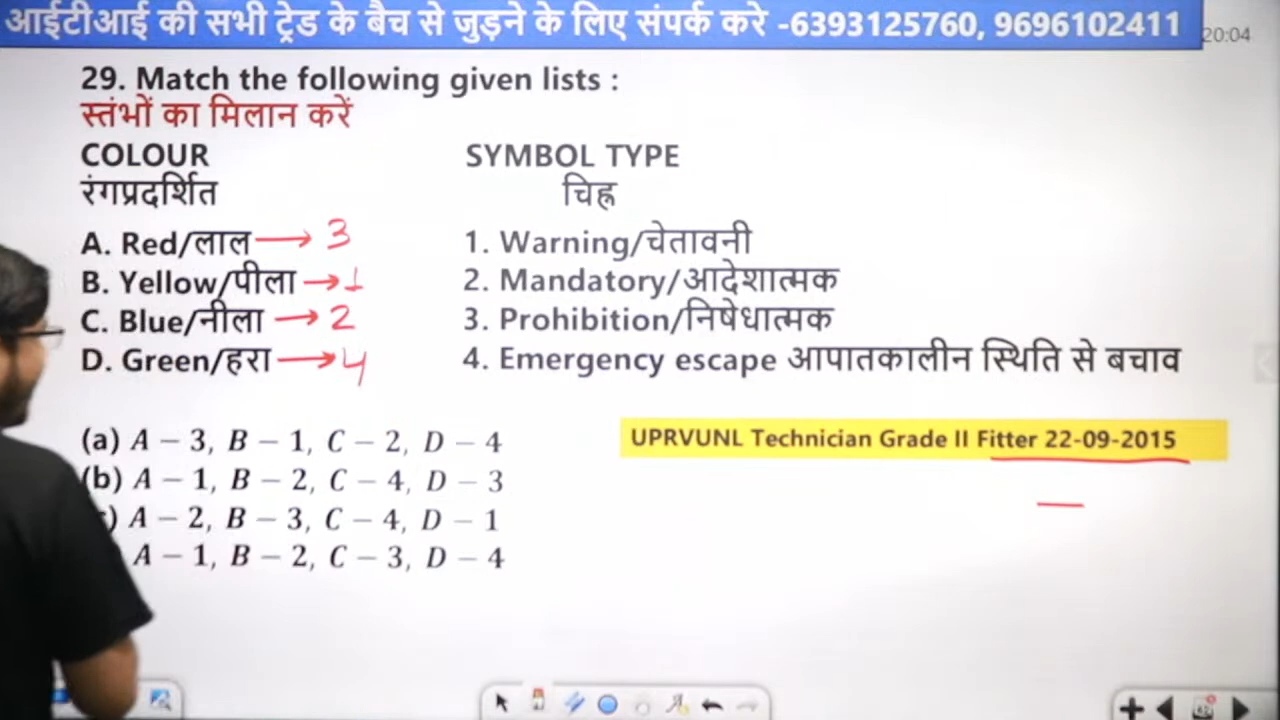 आईटीआई की सभी ट्रेड के बैच से जुड़ने के लिए संपर्क करे -6393125760, 9696102411
20:04
29. Match the following given lists :
स्तंभों का मिलान करें
COLOUR SYMBOL TYPE
रंगप्रदर्शित चिह्न
A. Red/लाल → 3 1. Warning/चेतावनी
B. Yellow/पीला → 1 2. Mandatory/आदेशात्मक
C. Blue/नीला → 2 3. Prohibition/निषेधात्मक
D. Green/हरा → 4 4. Emergency escape आपातकालीन स्थिति से बचाव
(a) A – 3, B – 1, C – 2, D – 4 UPRVUNL Technician Grade II Fitter 22-09-2015
(b) A – 1, B – 2, C – 4, D – 3
) A – 2, B – 3, C – 4, D – 1
A – 1, B – 2, C – 3, D – 4